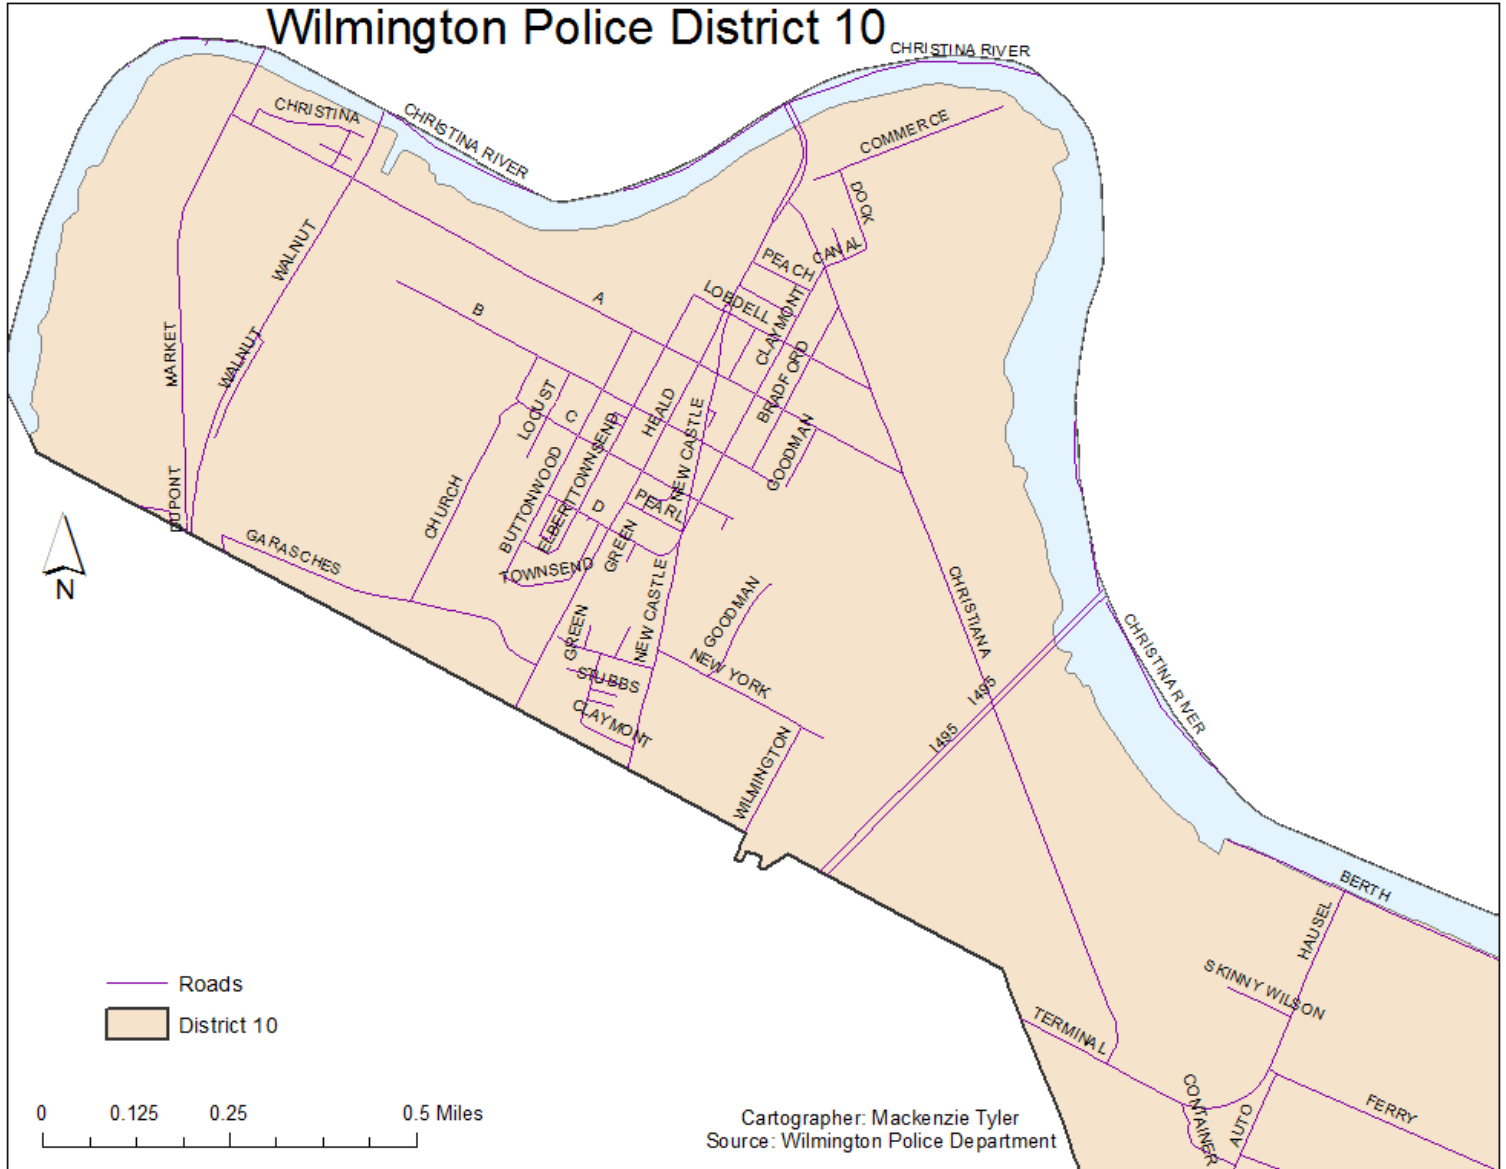 Wilmington Police District 10
CHRISTINA RIVER
CHRISTINA
CHRISTINA RIVER
COMMERCE
DOCK
CANAL
PEACH
WALNUT
LOBDELL
A
B
CLAYMONT
MARKET
WALNUT
BRADFORD
LOCUST
C
HEALD
NEW CASTLE
GOODMAN
TOWNSEND
BUTTONWOOD
ELBERT
CHURCH
DUPONT
D
PEARL
GREEN
GARASCHES
TOWNSEND
N
NEW CASTLE
GOODMAN
CHRISTIANA
GREEN
CHRISTINA RIVER
STUBBS
NEW YORK
CLAYMONT
I495
I495
WILMINGTON
BERTH
HAUSEL
SKINNY WILSON
Roads
District 10
TERMINAL
CONTAINER
AUTO
FERRY
0 0.125 0.25 0.5 Miles
Cartographer: Mackenzie Tyler
Source: Wilmington Police Department